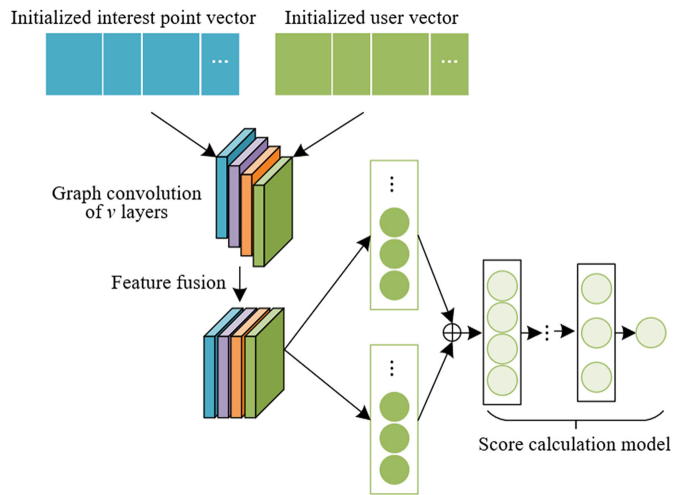 Initialized interest point vector
Initialized user vector
...
...
Graph convolution
of v layers
Feature fusion
Score calculation model